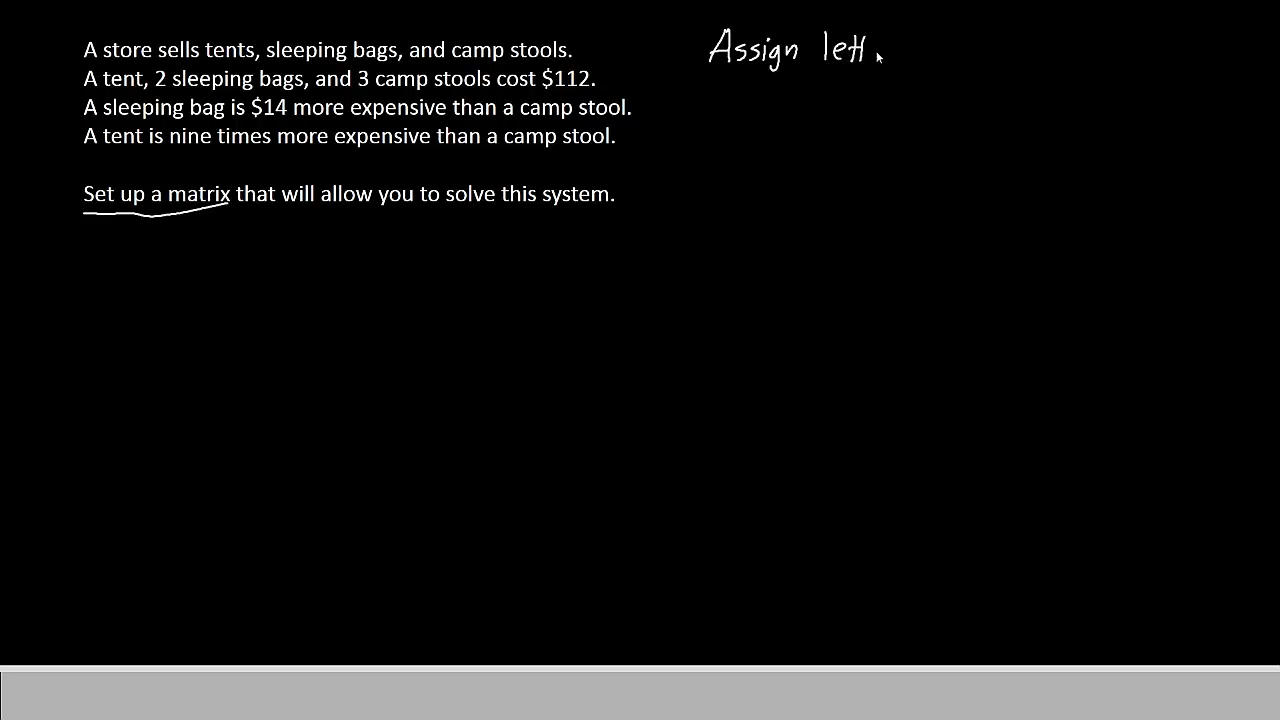 A store sells tents, sleeping bags, and camp stools.
A tent, 2 sleeping bags, and 3 camp stools cost $112.
A sleeping bag is $14 more expensive than a camp stool.
A tent is nine times more expensive than a camp stool.
Set up a matrix that will allow you to solve this system.
Assign lett